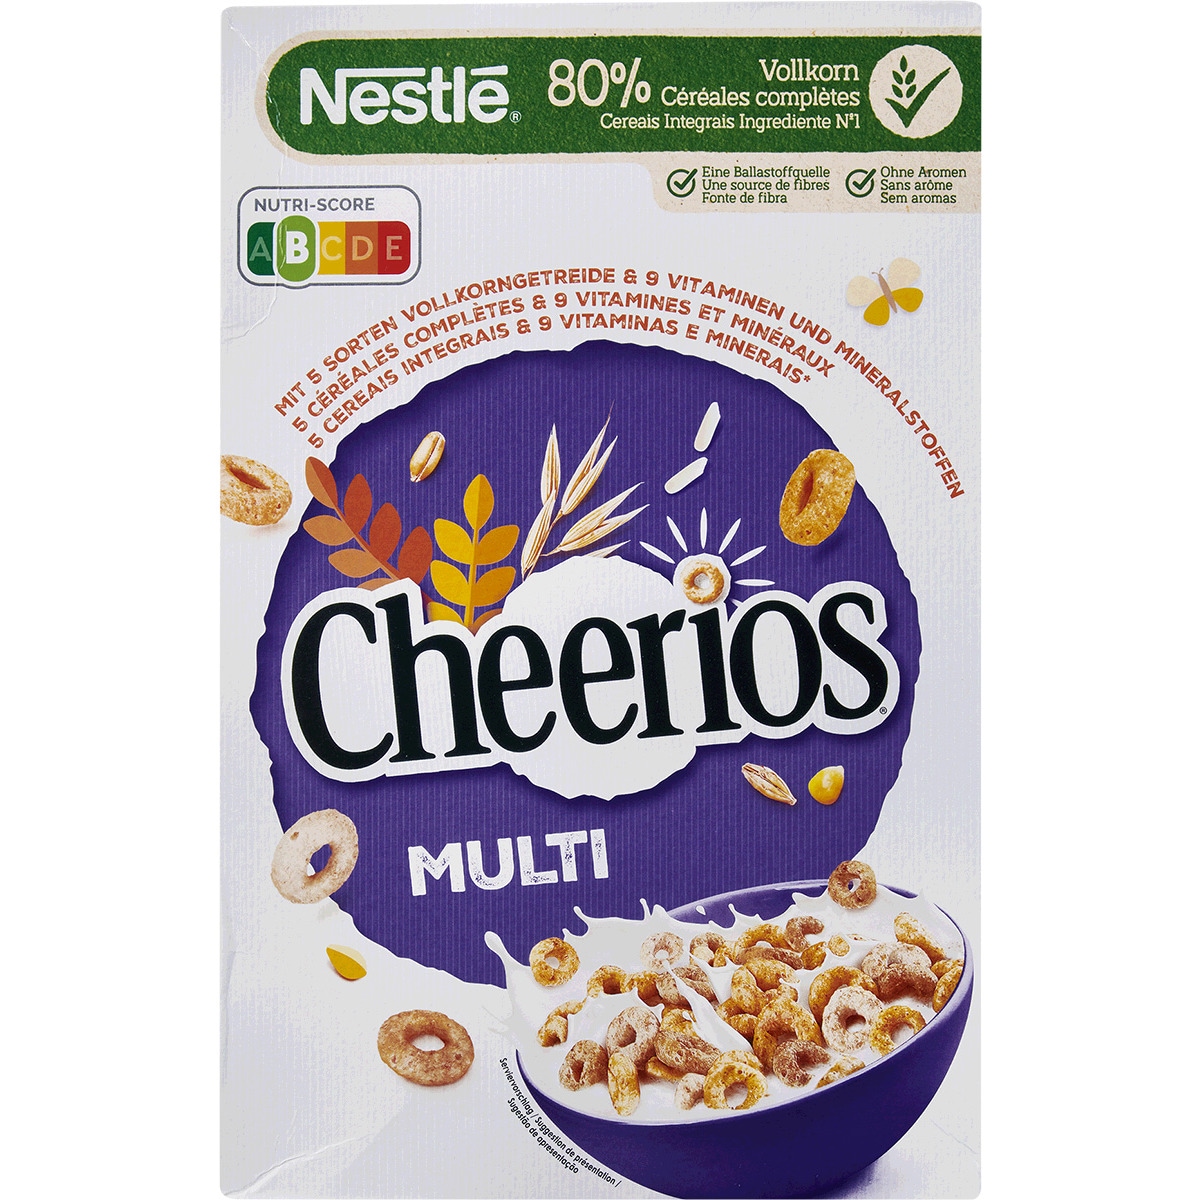 Nestlé®
80%
Vollkorn
Céréales complètes
Cereais Integrais Ingrediente N°1
Eine Ballastoffquelle
Une source de fibres
Fonte de fibra
Ohne Aromen
Sans arôme
Sem aromas
NUTRI-SCORE
A B C D E
MIT 5 SORTEN VOLLKORNGETREIDE & 9 VITAMINEN UND MINERALSTOFFEN
5 CÉRÉALES COMPLÈTES & 9 VITAMINES ET MINÉRAUX
5 CEREAIS INTEGRAIS & 9 VITAMINAS E MINERAIS*
Cheerios®
MULTI
Serviervorschlag / Suggestion de présentation /
Sugestão de apresentação